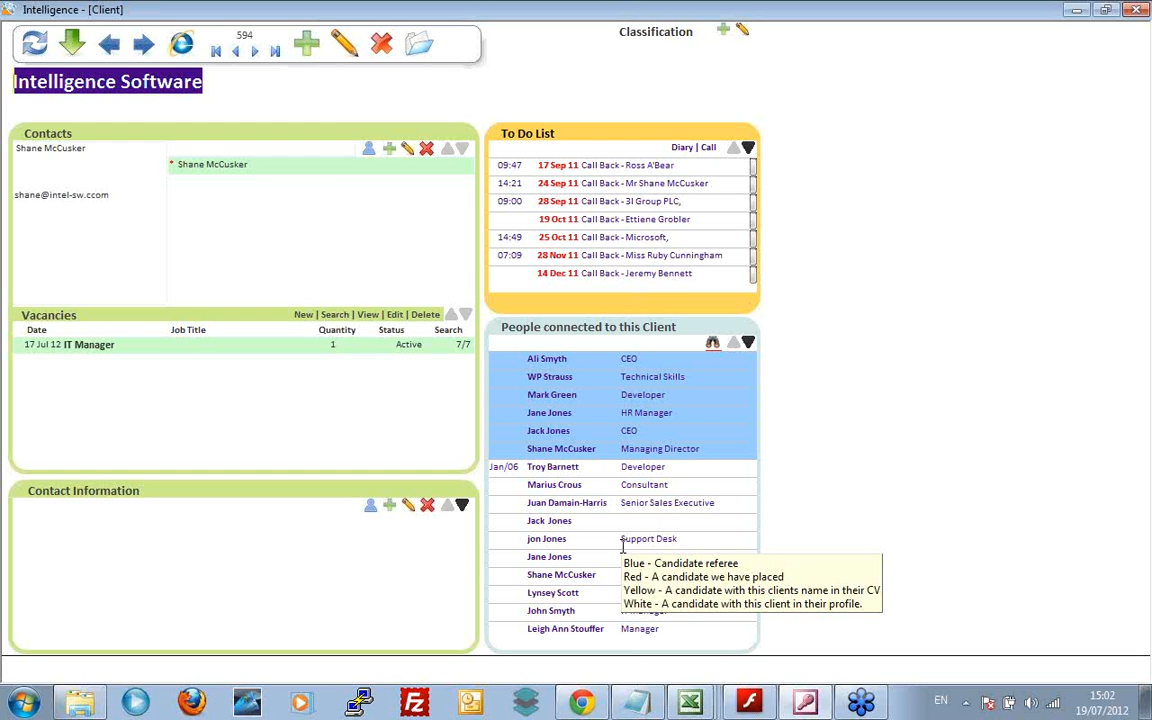 Intelligence - [Client]
594
Classification
Intelligence Software
Contacts
Shane McCusker
* Shane McCusker
shane@intel-sw.ccom
Vacancies
New | Search | View | Edit | Delete
Date Job Title Quantity Status Search
17 Jul 12 IT Manager 1 Active 7/7
Contact Information
To Do List
Diary | Call
09:47 17 Sep 11 Call Back - Ross A'Bear
14:21 24 Sep 11 Call Back - Mr Shane McCusker
09:00 28 Sep 11 Call Back - 3I Group PLC,
19 Oct 11 Call Back - Ettiene Grobler
14:49 25 Oct 11 Call Back - Microsoft,
07:09 28 Nov 11 Call Back - Miss Ruby Cunningham
14 Dec 11 Call Back - Jeremy Bennett
People connected to this Client
Ali Smyth CEO
WP Strauss Technical Skills
Mark Green Developer
Jane Jones HR Manager
Jack Jones CEO
Shane McCusker Managing Director
Jan/06 Troy Barnett Developer
Marius Crous Consultant
Juan Damain-Harris Senior Sales Executive
Jack Jones
jon Jones Support Desk
Jane Jones
Shane McCusker
Lynsey Scott
John Smyth
Leigh Ann Stouffer Manager
Blue - Candidate referee
Red - A candidate we have placed
Yellow - A candidate with this clients name in their CV
White - A candidate with this client in their profile.
EN
15:02
19/07/2012